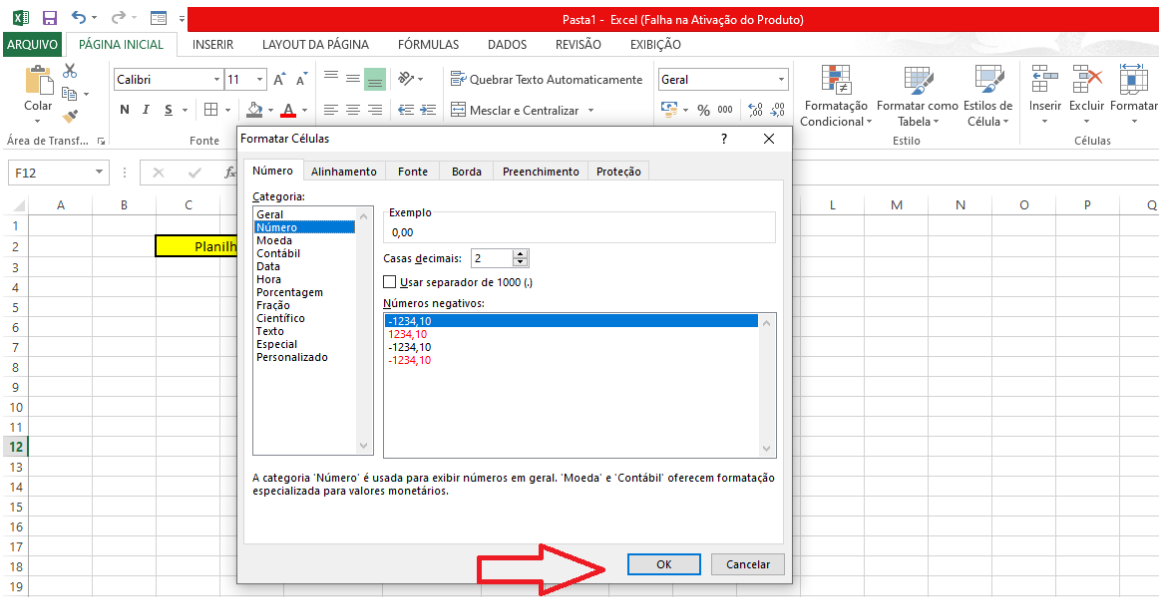 Pasta1 - Excel (Falha na Ativação do Produto)
ARQUIVO PÁGINA INICIAL INSERIR LAYOUT DA PÁGINA FÓRMULAS DADOS REVISÃO EXIBIÇÃO
Colar
Calibri 11
Quebrar Texto Automaticamente
Geral
N I S
A
Mesclar e Centralizar
% 000
Formatação Condicional
Formatar como Tabela
Estilos de Célula
Inserir Excluir Formatar
Área de Transf... Fonte Estilo Células
F12
Formatar Células ? ×
Número Alinhamento Fonte Borda Preenchimento Proteção
Categoria:
Geral
Número
Moeda
Contábil
Data
Hora
Porcentagem
Fração
Científico
Texto
Especial
Personalizado
Exemplo
0,00
Casas decimais: 2
Usar separador de 1000 (.)
Números negativos:
-1234,10
1234,10
-1234,10
-1234,10
A categoria 'Número' é usada para exibir números em geral. 'Moeda' e 'Contábil' oferecem formatação
especializada para valores monetários.
OK Cancelar
A B C L M N O P Q
1
2 Planilh
3
4
5
6
7
8
9
10
11
12
13
14
15
16
17
18
19